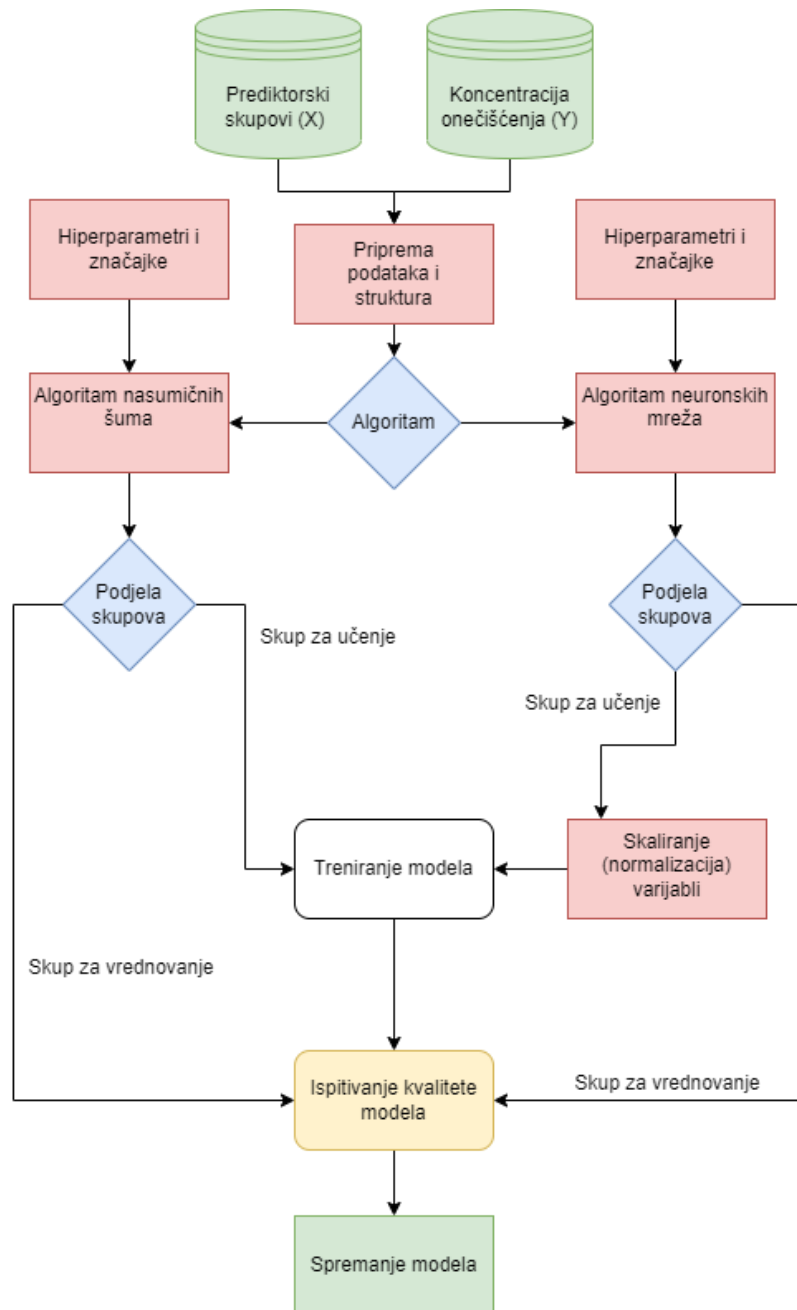 Prediktorski
skupovi (X)
Koncentracija
onečišćenja (Y)
Hiperparametri i
značajke
Priprema
podataka i
struktura
Hiperparametri i
značajke
Algoritam nasumičnih
šuma
Algoritam
Algoritam neuronskih
mreža
Podjela
skupova
Podjela
skupova
Skup za učenje
Skup za učenje
Treniranje modela
Skaliranje
(normalizacija)
varijabli
Skup za vrednovanje
Ispitivanje kvalitete
modela
Skup za vrednovanje
Spremanje modela